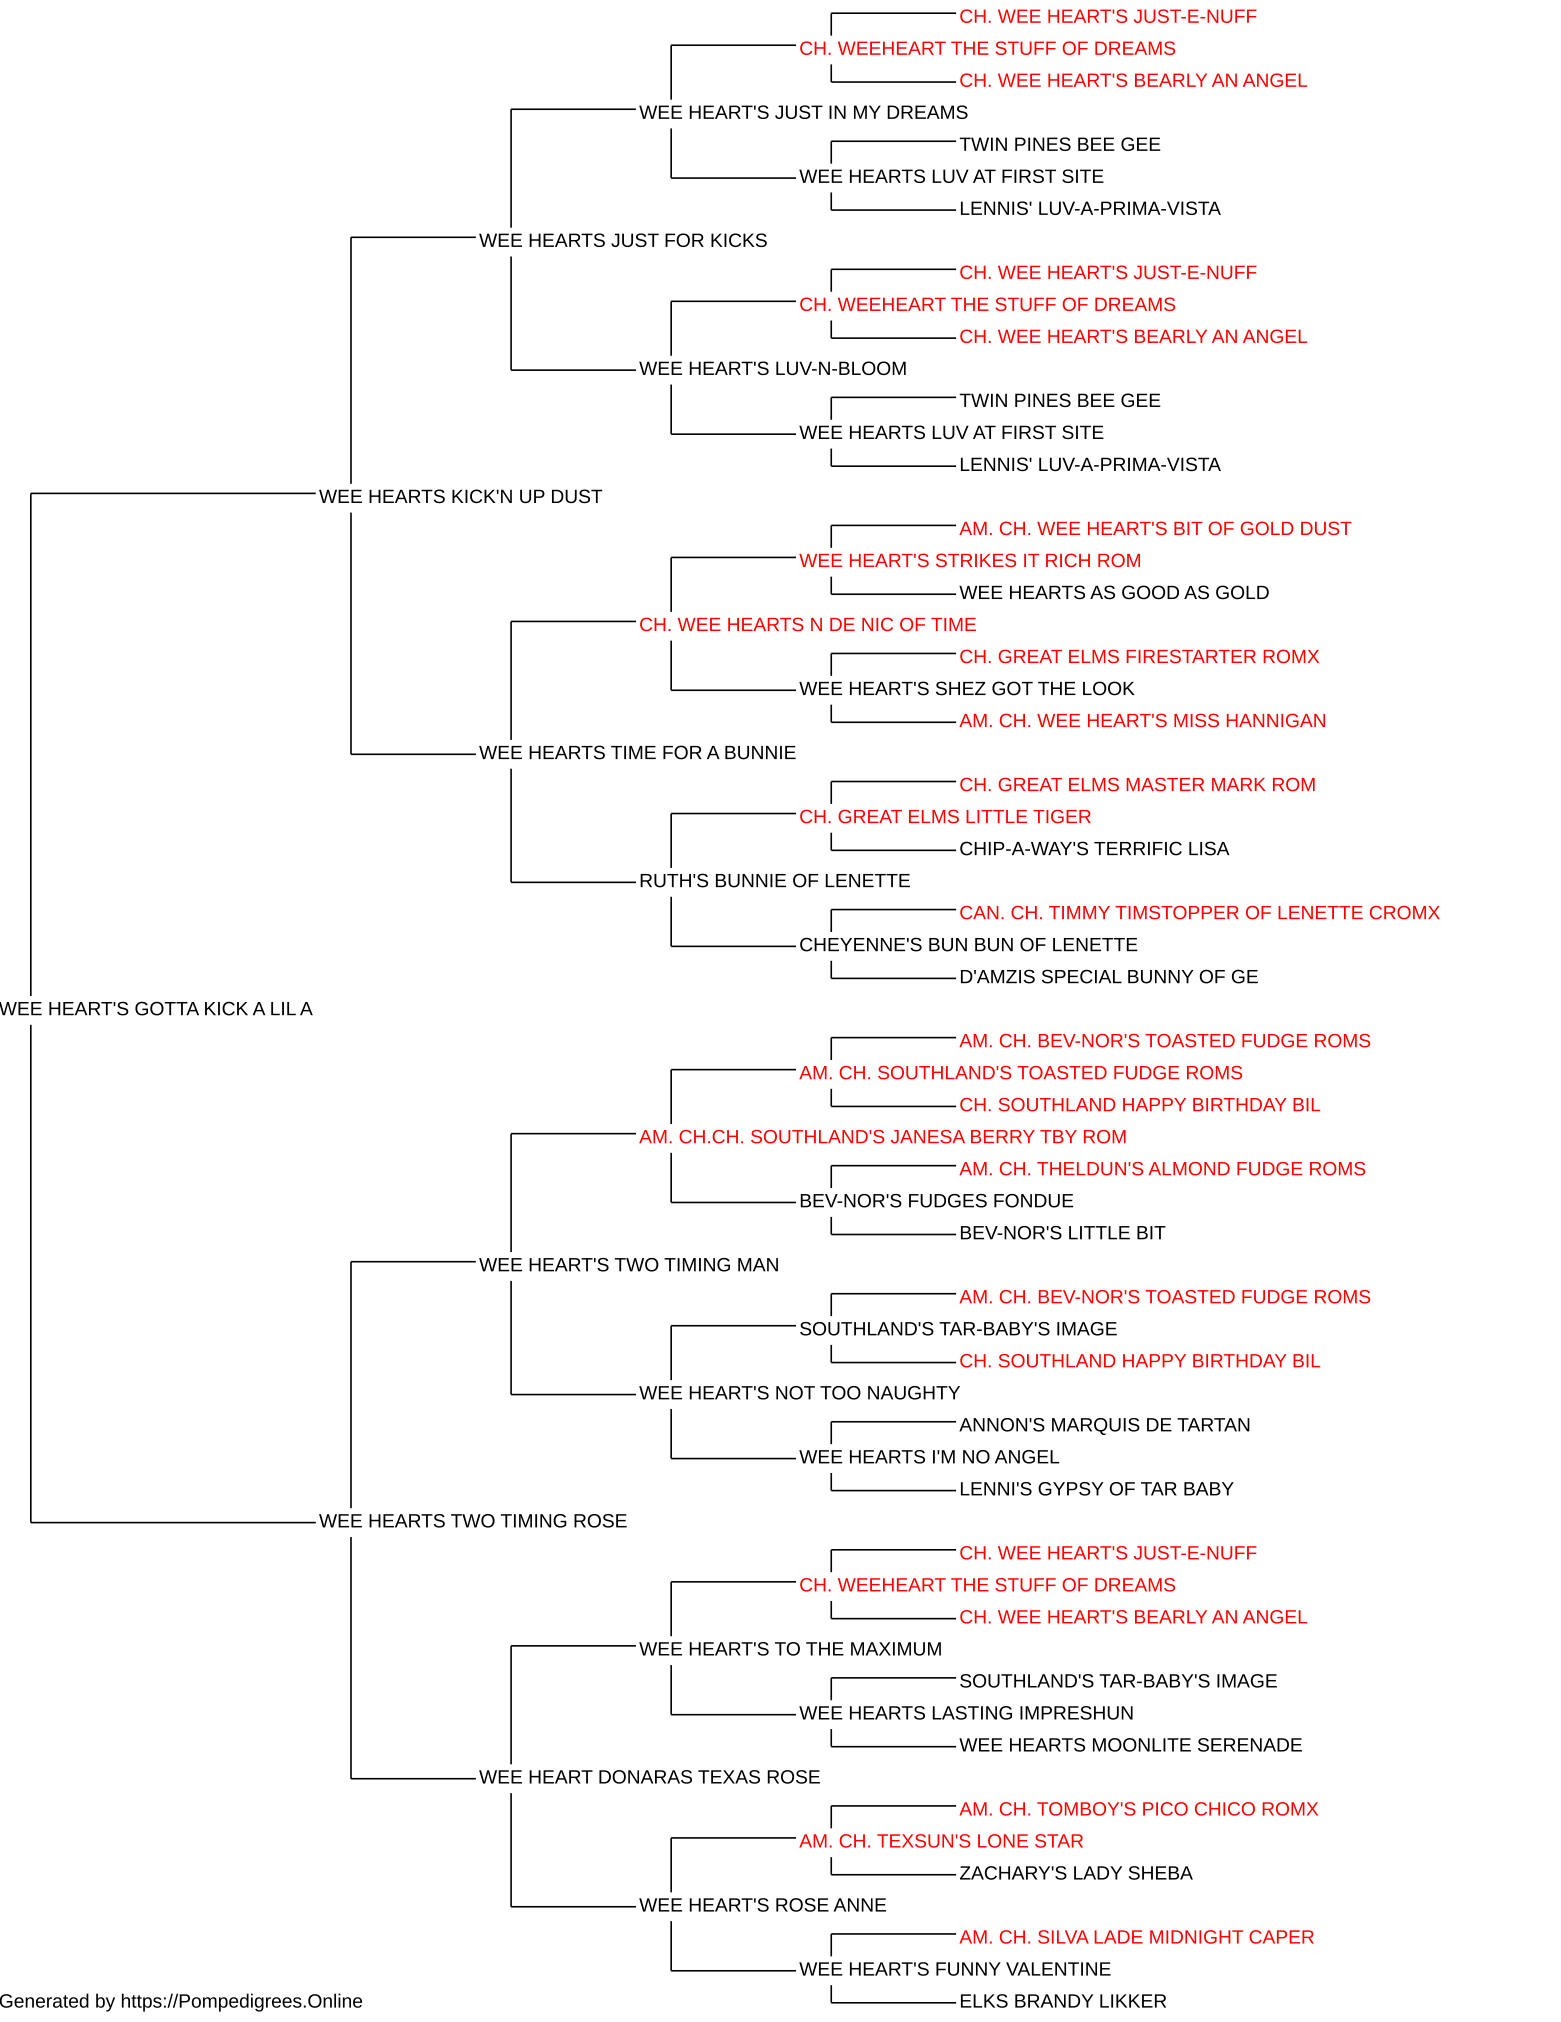 CH. WEE HEART'S JUST-E-NUFF
CH. WEEHEART THE STUFF OF DREAMS
CH. WEE HEART'S BEARLY AN ANGEL
WEE HEART'S JUST IN MY DREAMS
TWIN PINES BEE GEE
WEE HEARTS LUV AT FIRST SITE
LENNIS' LUV-A-PRIMA-VISTA
WEE HEARTS JUST FOR KICKS
CH. WEE HEART'S JUST-E-NUFF
CH. WEEHEART THE STUFF OF DREAMS
CH. WEE HEART'S BEARLY AN ANGEL
WEE HEART'S LUV-N-BLOOM
TWIN PINES BEE GEE
WEE HEARTS LUV AT FIRST SITE
LENNIS' LUV-A-PRIMA-VISTA
WEE HEARTS KICK'N UP DUST
AM. CH. WEE HEART'S BIT OF GOLD DUST
WEE HEART'S STRIKES IT RICH ROM
WEE HEARTS AS GOOD AS GOLD
CH. WEE HEARTS N DE NIC OF TIME
CH. GREAT ELMS FIRESTARTER ROMX
WEE HEART'S SHEZ GOT THE LOOK
AM. CH. WEE HEART'S MISS HANNIGAN
WEE HEARTS TIME FOR A BUNNIE
CH. GREAT ELMS MASTER MARK ROM
CH. GREAT ELMS LITTLE TIGER
CHIP-A-WAY'S TERRIFIC LISA
RUTH'S BUNNIE OF LENETTE
CAN. CH. TIMMY TIMSTOPPER OF LENETTE CROMX
CHEYENNE'S BUN BUN OF LENETTE
D'AMZIS SPECIAL BUNNY OF GE
WEE HEART'S GOTTA KICK A LIL A
AM. CH. BEV-NOR'S TOASTED FUDGE ROMS
AM. CH. SOUTHLAND'S TOASTED FUDGE ROMS
CH. SOUTHLAND HAPPY BIRTHDAY BIL
AM. CH.CH. SOUTHLAND'S JANESA BERRY TBY ROM
AM. CH. THELDUN'S ALMOND FUDGE ROMS
BEV-NOR'S FUDGES FONDUE
BEV-NOR'S LITTLE BIT
WEE HEART'S TWO TIMING MAN
AM. CH. BEV-NOR'S TOASTED FUDGE ROMS
SOUTHLAND'S TAR-BABY'S IMAGE
CH. SOUTHLAND HAPPY BIRTHDAY BIL
WEE HEART'S NOT TOO NAUGHTY
ANNON'S MARQUIS DE TARTAN
WEE HEARTS I'M NO ANGEL
LENNI'S GYPSY OF TAR BABY
WEE HEARTS TWO TIMING ROSE
CH. WEE HEART'S JUST-E-NUFF
CH. WEEHEART THE STUFF OF DREAMS
CH. WEE HEART'S BEARLY AN ANGEL
WEE HEART'S TO THE MAXIMUM
SOUTHLAND'S TAR-BABY'S IMAGE
WEE HEARTS LASTING IMPRESHUN
WEE HEARTS MOONLITE SERENADE
WEE HEART DONARAS TEXAS ROSE
AM. CH. TOMBOY'S PICO CHICO ROMX
AM. CH. TEXSUN'S LONE STAR
ZACHARY'S LADY SHEBA
WEE HEART'S ROSE ANNE
AM. CH. SILVA LADE MIDNIGHT CAPER
WEE HEART'S FUNNY VALENTINE
ELKS BRANDY LIKKER
Generated by https://Pompedigrees.Online